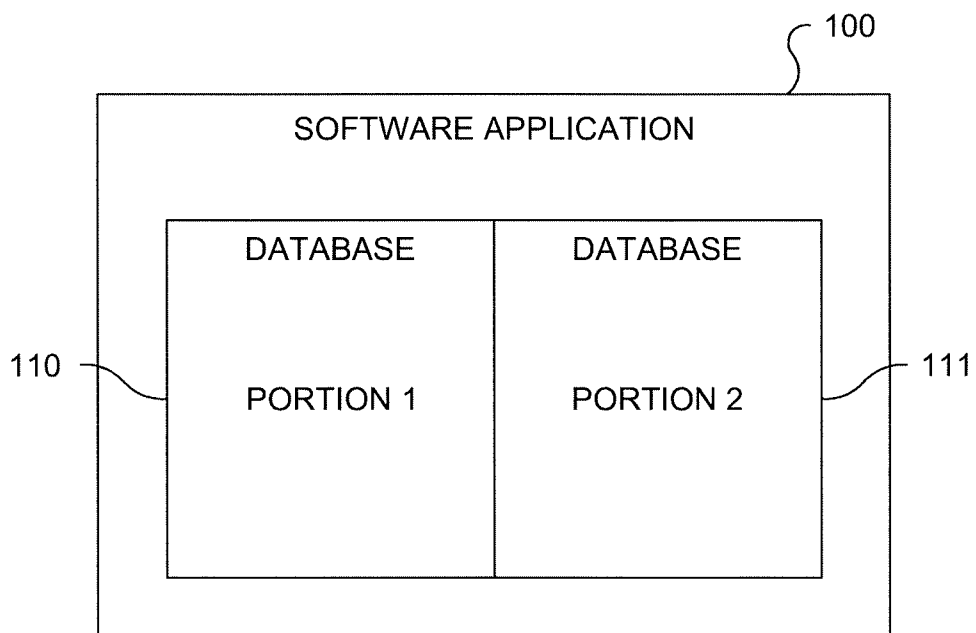 100
SOFTWARE APPLICATION
DATABASE
PORTION 1
DATABASE
PORTION 2
110
111